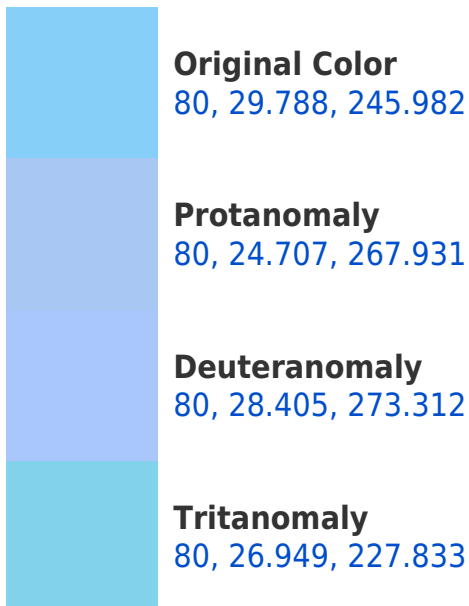 Original Color
80, 29.788, 245.982
Protanomaly
80, 24.707, 267.931
Deuteranomaly
80, 28.405, 273.312
Tritanomaly
80, 26.949, 227.833